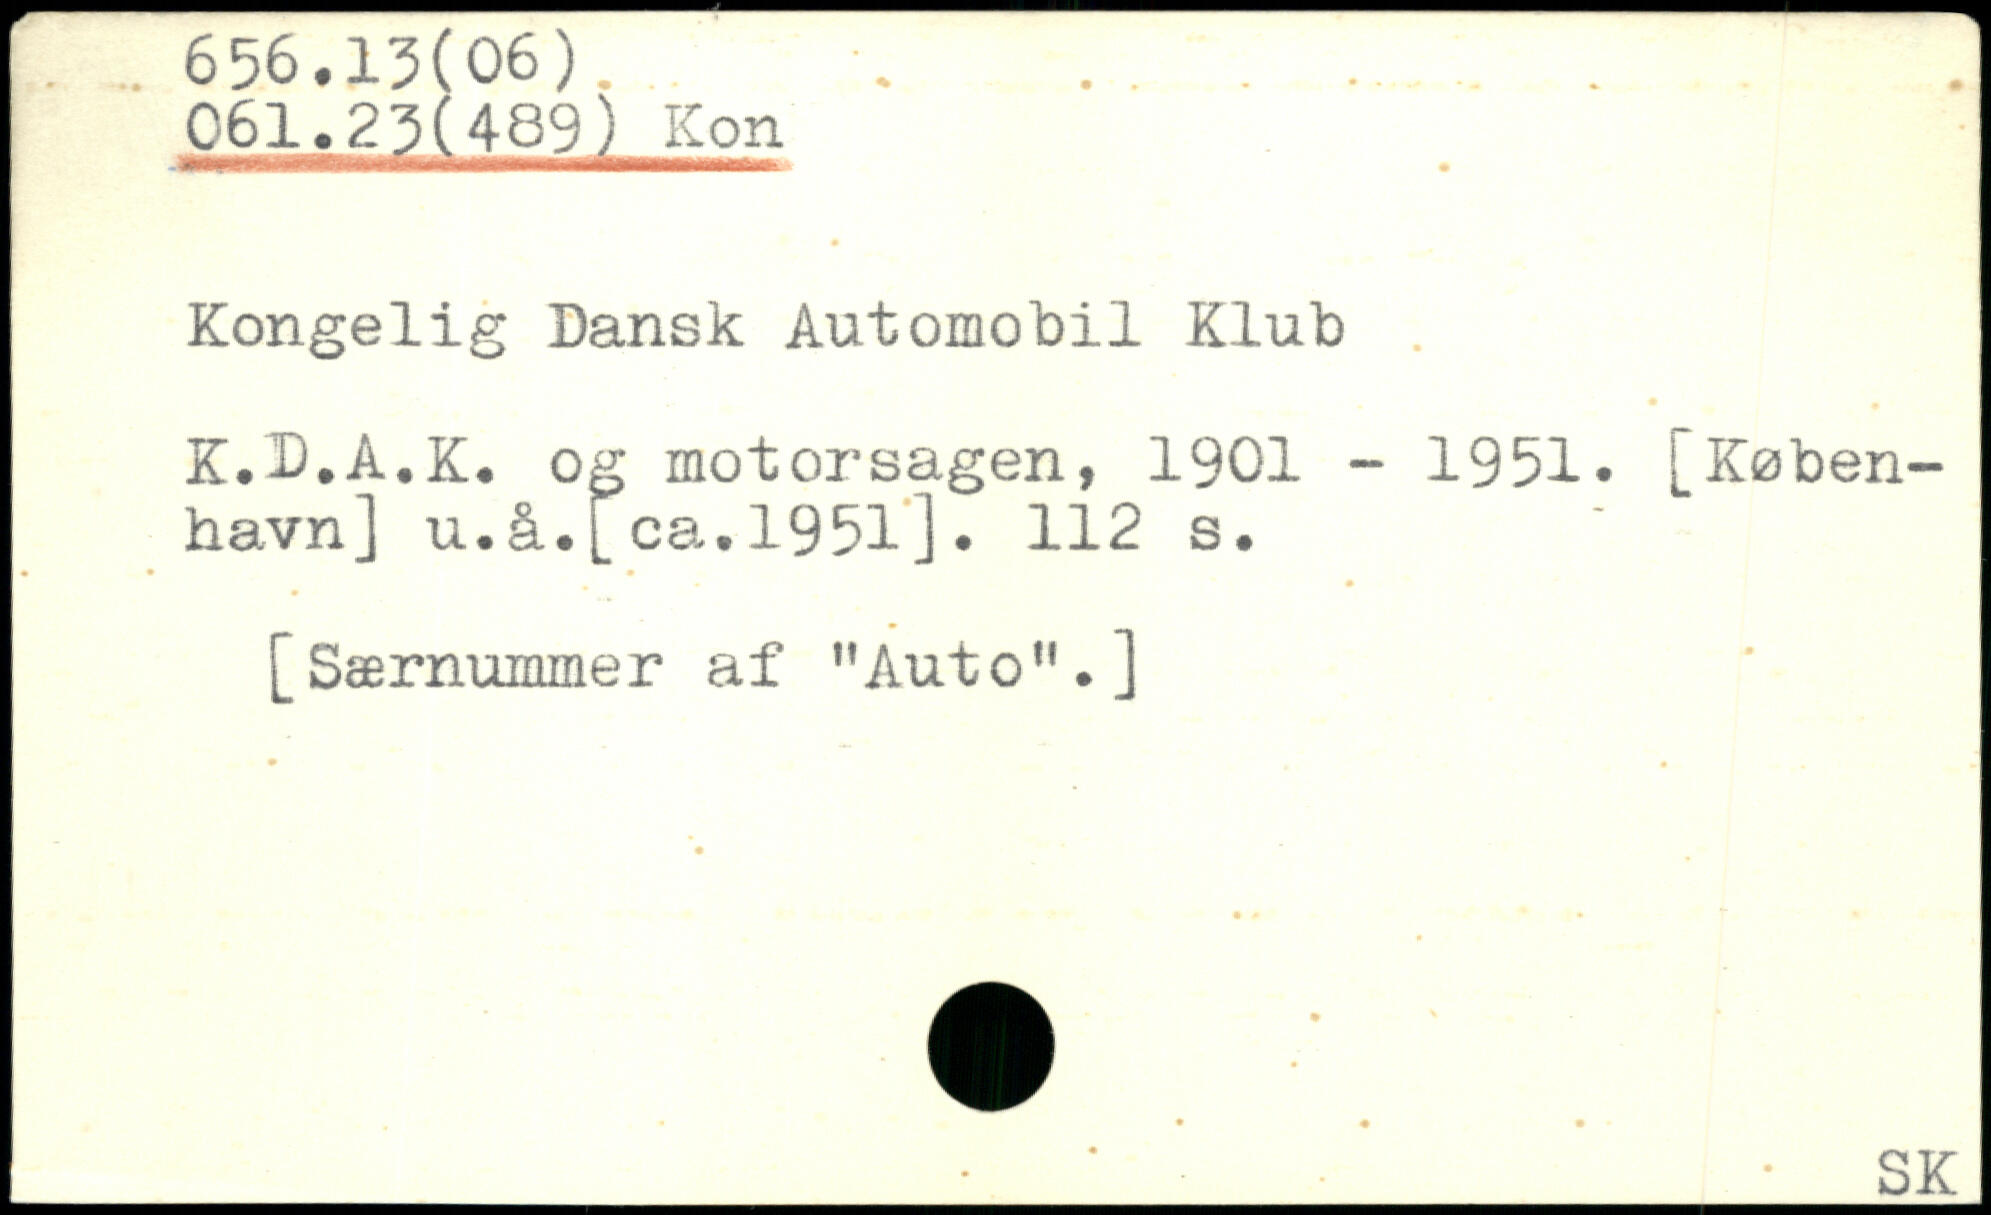 656.13(06)
061.23(489) Kon
Kongelig Dansk Automobil Klub
K.D.A.K. og motorsagen, 1901 - 1951. [Køben-
havn] u.å.[ca.1951]. 112 s.
[Særnummer af "Auto".]
SK